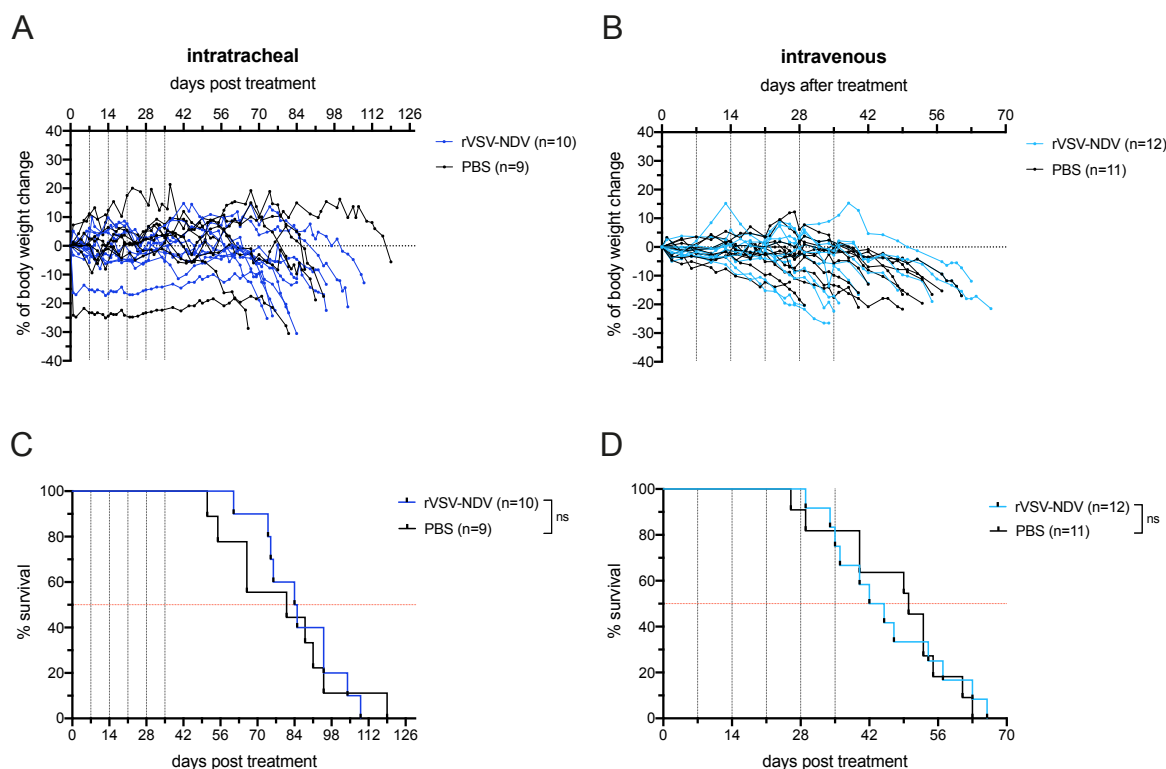 A
intratracheal
days post treatment
0 14 28 42 56 70 84 98 112 126
40
30
20
10
0
-10
-20
-30
-40
% of body weight change
rVSV-NDV (n=10)
PBS (n=9)
B
intravenous
days after treatment
0 14 28 42 56 70
40
30
20
10
0
-10
-20
-30
-40
% of body weight change
rVSV-NDV (n=12)
PBS (n=11)
C
100
80
60
40
20
0
% survival
0 14 28 42 56 70 84 98 112 126
days post treatment
rVSV-NDV (n=10)
PBS (n=9)
ns
D
100
80
60
40
20
0
% survival
0 14 28 42 56 70
days post treatment
rVSV-NDV (n=12)
PBS (n=11)
ns